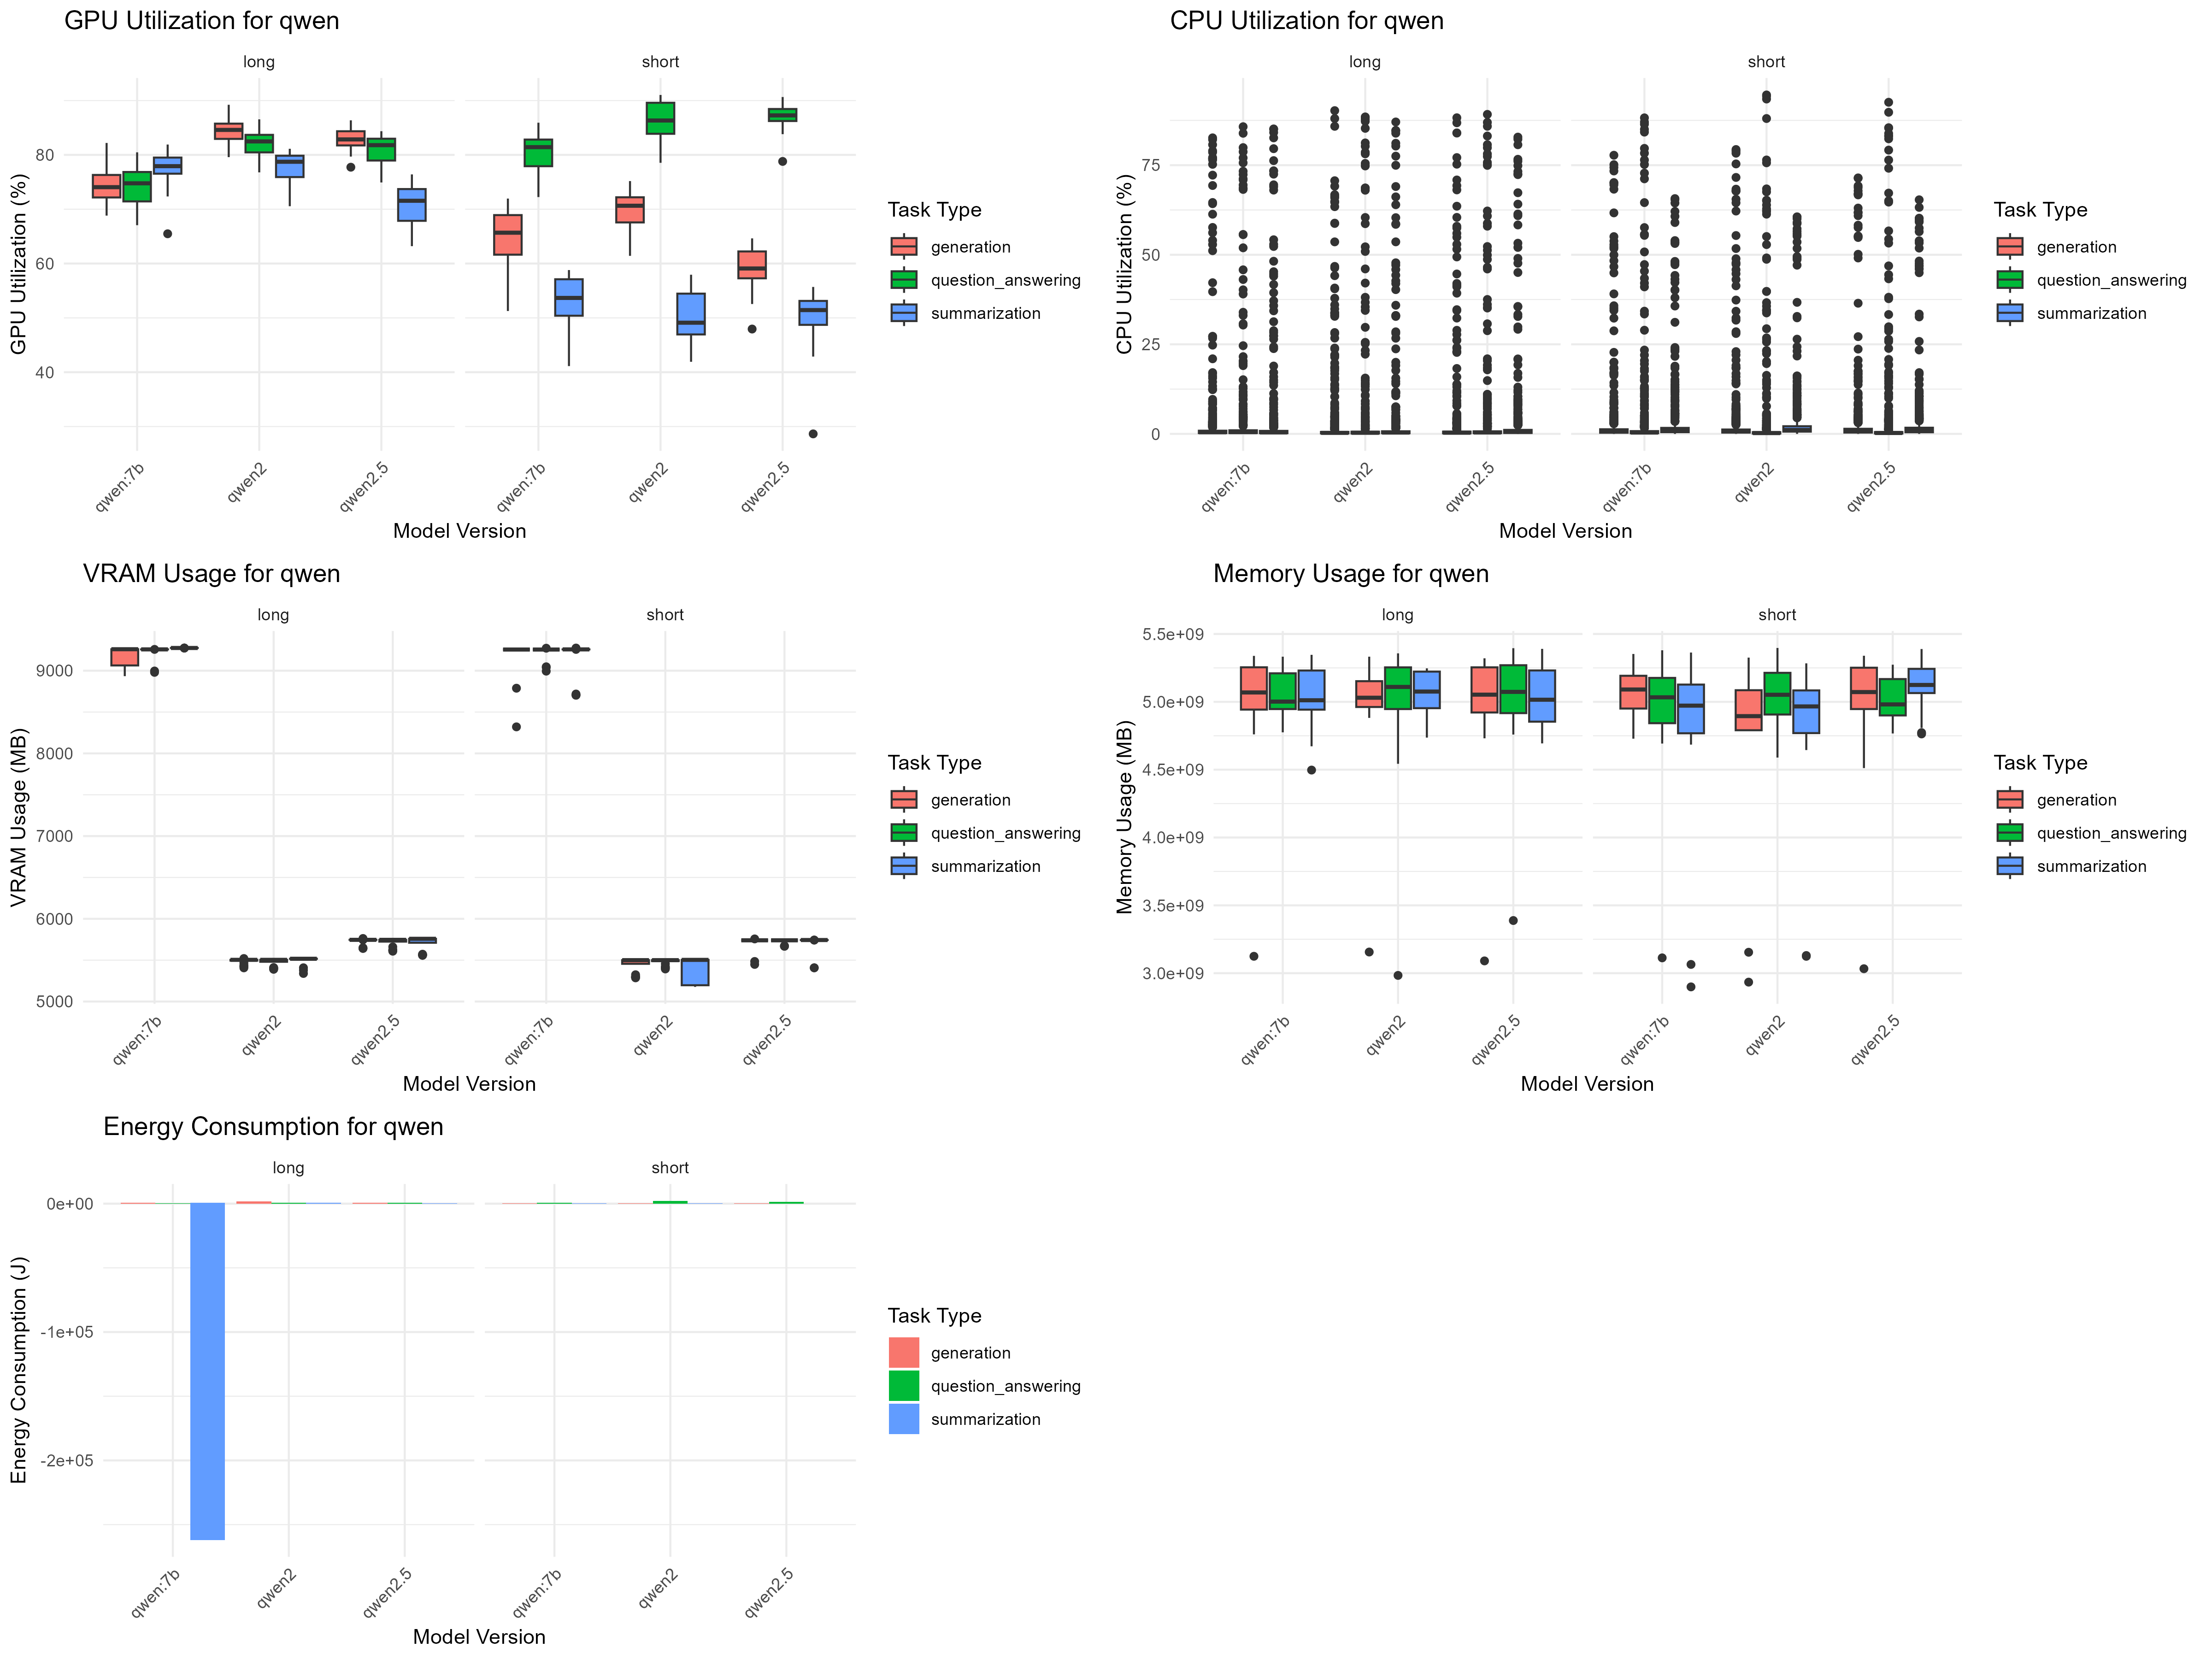 GPU Utilization for qwen
long
short
GPU Utilization (%)
80
60
40
qwen:7b
qwen2
qwen2.5
qwen:7b
qwen2
qwen2.5
Model Version
Task Type
generation
question_answering
summarization
CPU Utilization for qwen
long
short
CPU Utilization (%)
75
50
25
0
qwen:7b
qwen2
qwen2.5
qwen:7b
qwen2
qwen2.5
Model Version
Task Type
generation
question_answering
summarization
VRAM Usage for qwen
long
short
VRAM Usage (MB)
9000
8000
7000
6000
5000
qwen:7b
qwen2
qwen2.5
qwen:7b
qwen2
qwen2.5
Model Version
Task Type
generation
question_answering
summarization
Memory Usage for qwen
long
short
Memory Usage (MB)
5.5e+09
5.0e+09
4.5e+09
4.0e+09
3.5e+09
3.0e+09
qwen:7b
qwen2
qwen2.5
qwen:7b
qwen2
qwen2.5
Model Version
Task Type
generation
question_answering
summarization
Energy Consumption for qwen
long
short
Energy Consumption (J)
0e+00
-1e+05
-2e+05
qwen:7b
qwen2
qwen2.5
qwen:7b
qwen2
qwen2.5
Model Version
Task Type
generation
question_answering
summarization